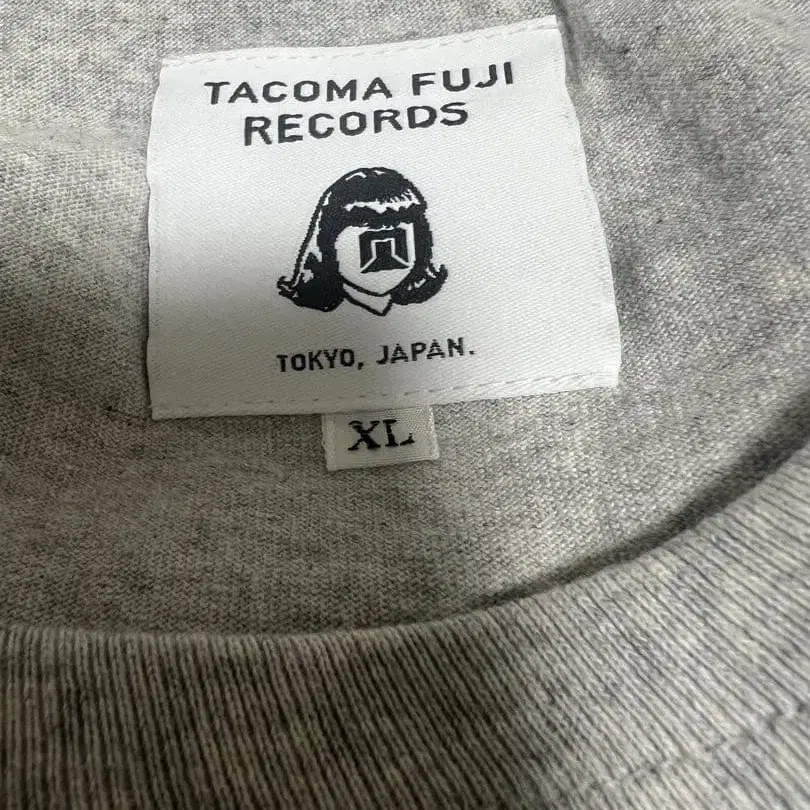 TACOMA FUJI
RECORDS
TOKYO, JAPAN.
XL